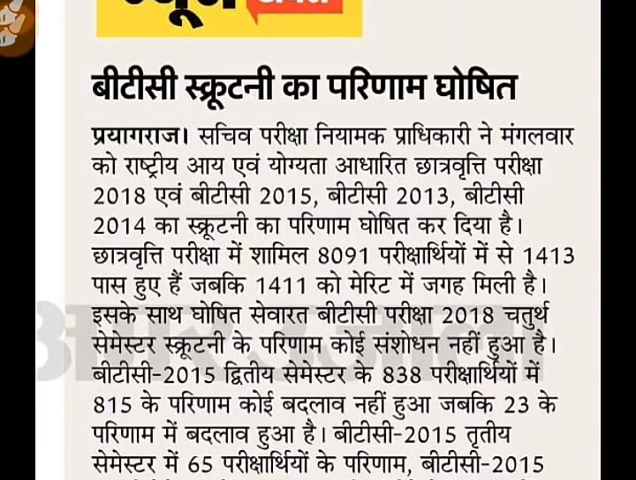 न्यूज
बीटीसी स्क्रूटनी का परिणाम घोषित
प्रयागराज। सचिव परीक्षा नियामक प्राधिकारी ने मंगलवार
को राष्ट्रीय आय एवं योग्यता आधारित छात्रवृत्ति परीक्षा
2018 एवं बीटीसी 2015, बीटीसी 2013, बीटीसी
2014 का स्क्रूटनी का परिणाम घोषित कर दिया है।
छात्रवृत्ति परीक्षा में शामिल 8091 परीक्षार्थियों में से 1413
पास हुए हैं जबकि 1411 को मेरिट में जगह मिली है।
इसके साथ घोषित सेवारत बीटीसी परीक्षा 2018 चतुर्थ
सेमेस्टर स्क्रूटनी के परिणाम कोई संशोधन नहीं हुआ है।
बीटीसी-2015 द्वितीय सेमेस्टर के 838 परीक्षार्थियों में
815 के परिणाम कोई बदलाव नहीं हुआ जबकि 23 के
परिणाम में बदलाव हुआ है। बीटीसी-2015 तृतीय
सेमेस्टर में 65 परीक्षार्थियों के परिणाम, बीटीसी-2015